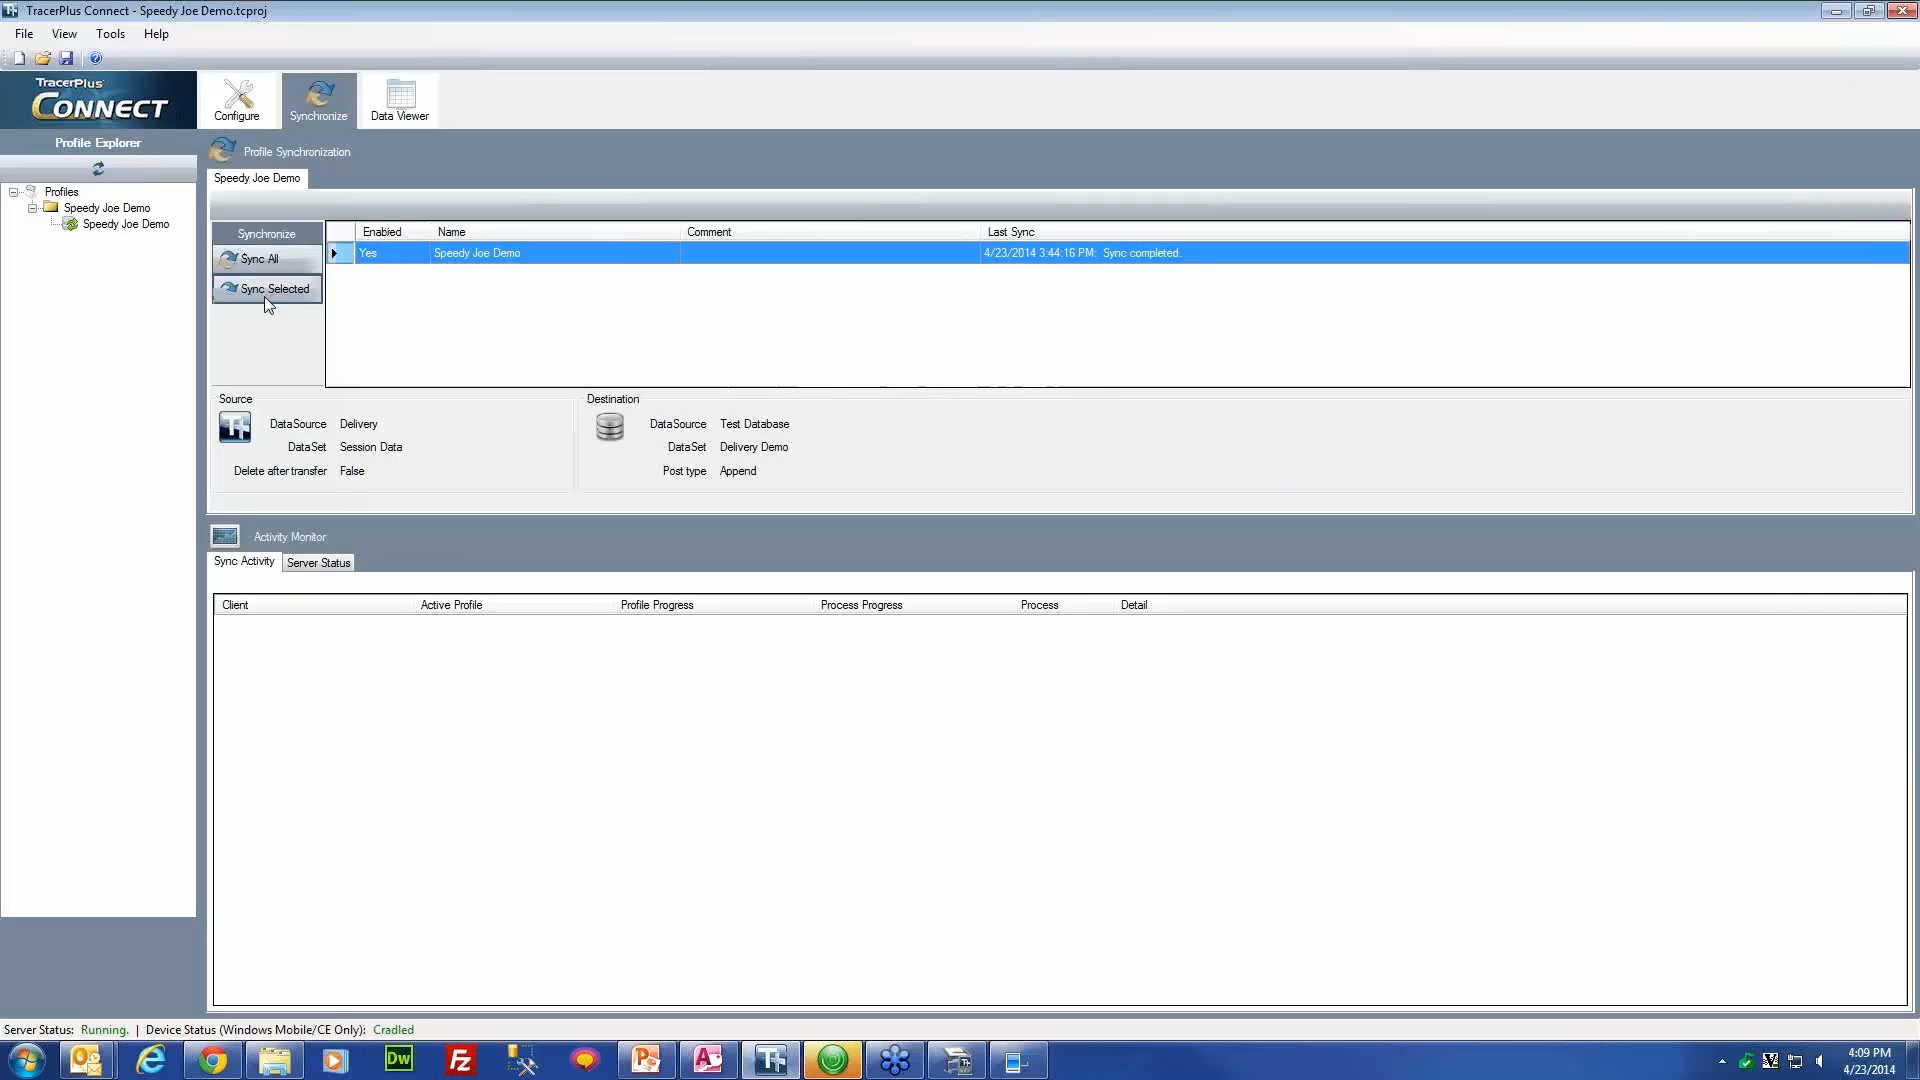 TracerPlus Connect - Speedy Joe Demo.tcproj
File View Tools Help
TracerPlus
CONNECT
Configure
Synchronize
Data Viewer
Profile Explorer
Profile Synchronization
Speedy Joe Demo
Profiles
Speedy Joe Demo
Speedy Joe Demo
Synchronize
Sync All
Sync Selected
Enabled Name Comment Last Sync
Yes Speedy Joe Demo 4/23/2014 3:44:16 PM: Sync completed.
Source
DataSource Delivery
DataSet Session Data
Delete after transfer False
Destination
DataSource Test Database
DataSet Delivery Demo
Post type Append
Activity Monitor
Sync Activity Server Status
Client Active Profile Profile Progress Process Progress Process Detail
Server Status: Running. | Device Status (Windows Mobile/CE Only): Cradled
Dw
Fz
4:09 PM
4/23/2014